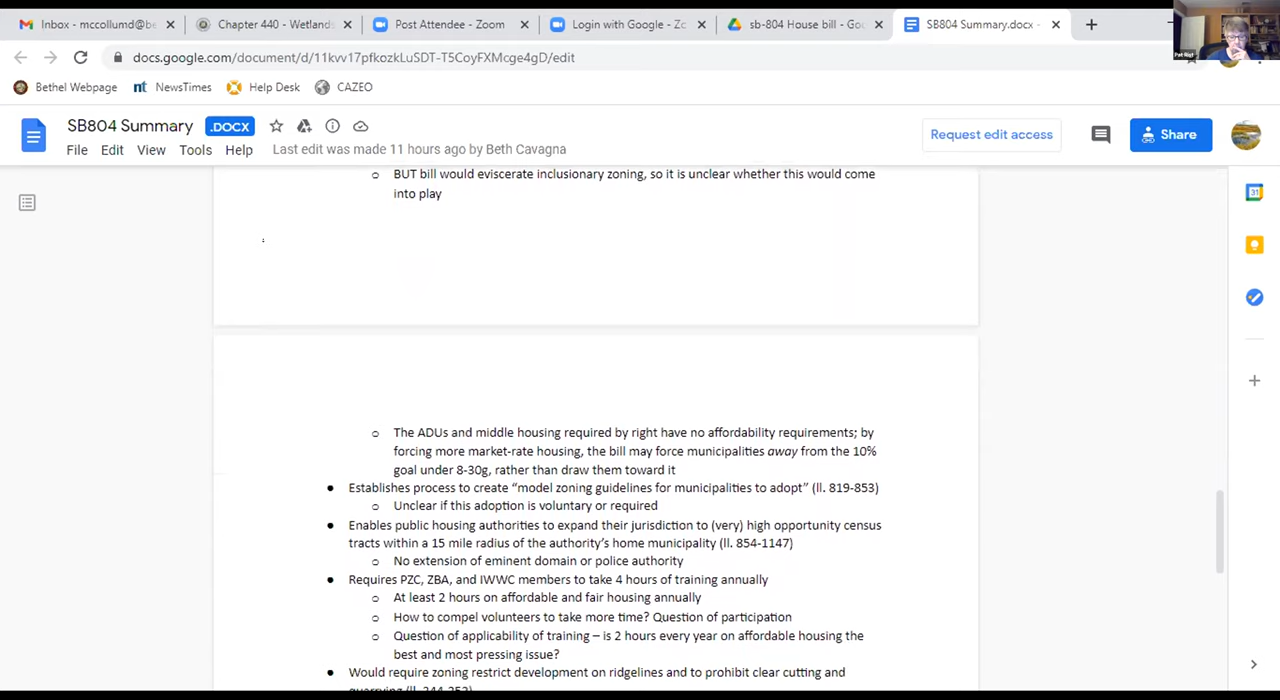 Inbox - mccollumd@be
Chapter 440 - Wetland:
Post Attendee - Zoom
Login with Google - Zo
sb-804 House bill - Goo
SB804 Summary.docx -
docs.google.com/document/d/11kvv17pfkozkLuSDT-T5CoyFXMcge4gD/edit
Bethel Webpage
nt NewsTimes
Help Desk
CAZEO
SB804 Summary .DOCX
Request edit access
Share
File Edit View Tools Help Last edit was made 11 hours ago by Beth Cavagna
31
o BUT bill would eviscerate inclusionary zoning, so it is unclear whether this would come
into play
o The ADUs and middle housing required by right have no affordability requirements; by
forcing more market-rate housing, the bill may force municipalities away from the 10%
goal under 8-30g, rather than draw them toward it
● Establishes process to create “model zoning guidelines for municipalities to adopt” (ll. 819-853)
o Unclear if this adoption is voluntary or required
● Enables public housing authorities to expand their jurisdiction to (very) high opportunity census
tracts within a 15 mile radius of the authority’s home municipality (ll. 854-1147)
o No extension of eminent domain or police authority
● Requires PZC, ZBA, and IWWC members to take 4 hours of training annually
o At least 2 hours on affordable and fair housing annually
o How to compel volunteers to take more time? Question of participation
o Question of applicability of training – is 2 hours every year on affordable housing the
best and most pressing issue?
● Would require zoning restrict development on ridgelines and to prohibit clear cutting and
quarrying (ll. 244-252)